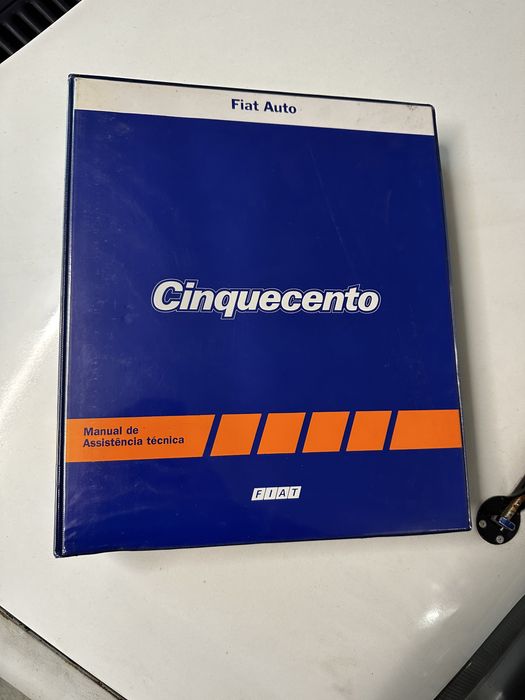 Fiat Auto
Cinquecento
Manual de
Assistência técnica
FIAT